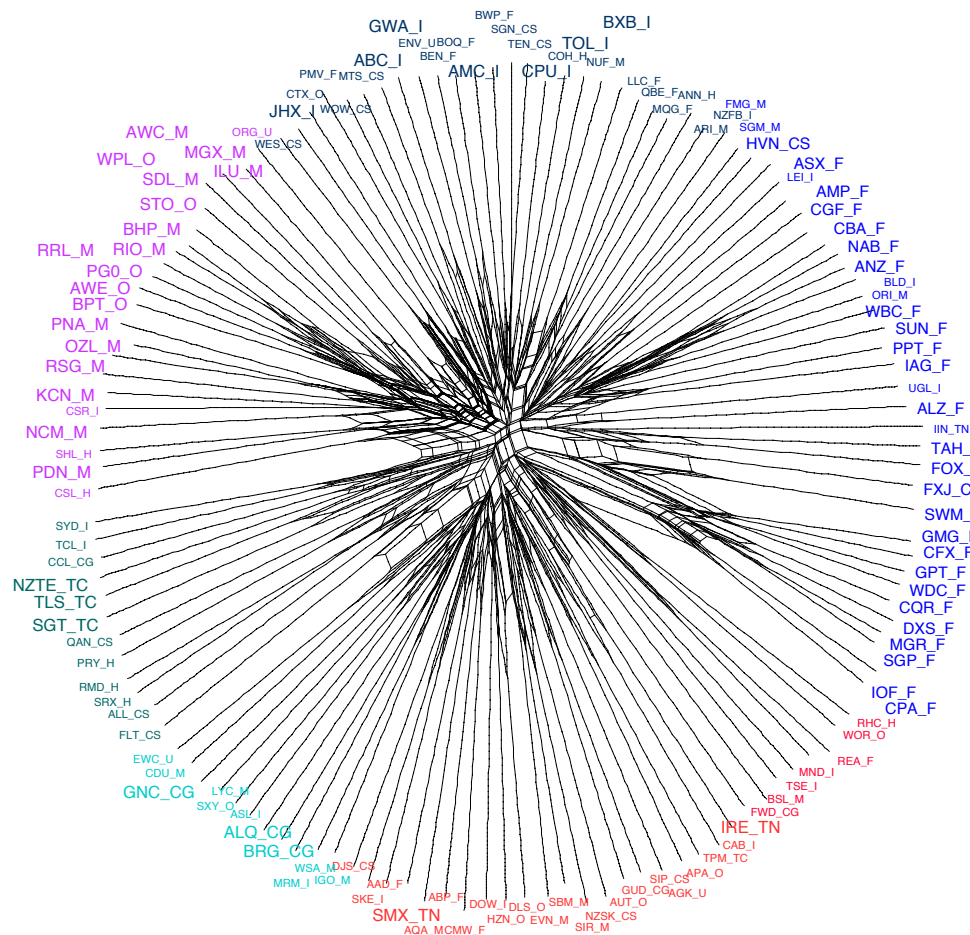 BWP_F
BXB_I
GWA_I
SGN_CS
ENV_U
BOQ_F
TEN_CS
TOL_I
BEN_F
COH_H
ABC_I
NUF_M
AMC_I
CPU_I
PMV_F
MTS_CS
LLC_F
QBE_F
ANN_H
CTX_O
WOW_CS
MQG_F
FMG_M
JHX_I
NZFB_I
AWC_M
ORG_U
ARI_M
SGM_M
WES_CS
HVN_CS
WPL_O
MGX_M
ILU_M
ASX_F
SDL_M
LEI_I
AMP_F
STO_O
CGF_F
BHP_M
CBA_F
RRL_M
RIO_M
NAB_F
PG0_O
ANZ_F
AWE_O
BLD_I
BPT_O
ORI_M
WBC_F
PNA_M
SUN_F
OZL_M
PPT_F
RSG_M
IAG_F
KCN_M
UGL_I
CSR_I
ALZ_F
NCM_M
IIN_TN
SHL_H
TAH_
PDN_M
FOX_
CSL_H
FXJ_C
SYD_I
SWM_
TCL_I
GMG_
CCL_CG
CFX_F
NZTE_TC
GPT_F
TLS_TC
WDC_F
SGT_TC
CQR_F
QAN_CS
DXS_F
PRY_H
MGR_F
SGP_F
RMD_H
IOF_F
SRX_H
CPA_F
ALL_CS
RHC_H
FLT_CS
WOR_O
EWC_U
REA_F
CDU_M
MND_I
GNC_CG
LYC_M
TSE_I
SXY_O
BSL_M
ASL_I
FWD_CG
ALQ_CG
IRE_TN
BRG_CG
CAB_I
DJS_CS
TPM_TC
WSA_M
APA_O
MRM_I
IGO_M
AAD_F
SIP_CS
SKE_I
ABP_F
GUD_CG
AGK_U
SMX_TN
DOW_I
DLS_O
SBM_M
AUT_O
AQA_M
CMW_F
HZN_O
EVN_M
NZSK_CS
SIR_M